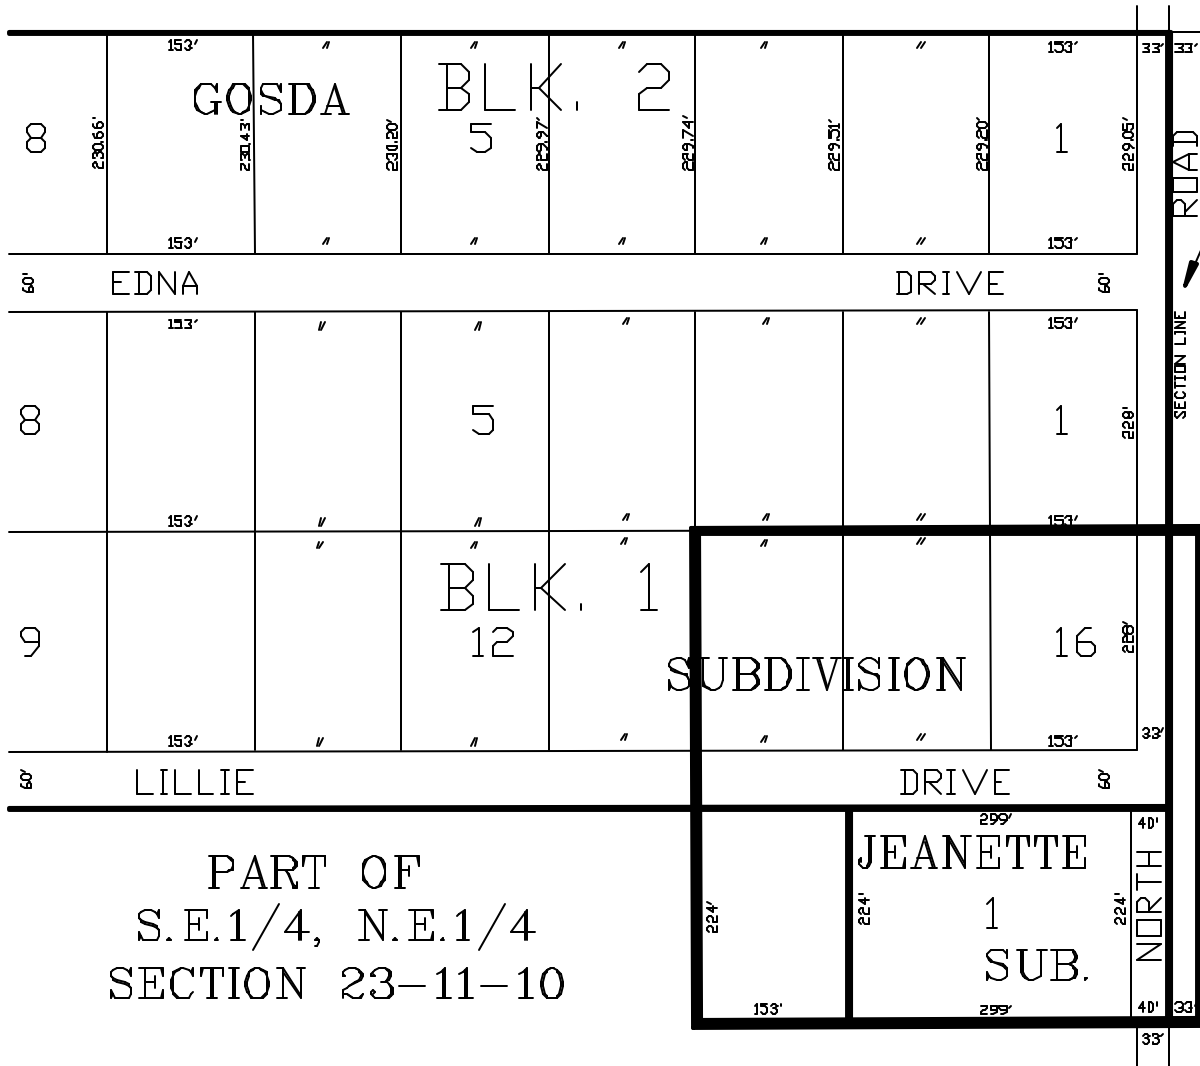 153' 〃 〃 〃 〃 〃 153' 33' 33'
BLK. 2
GOSDA
8 230.66' 230.43' 230.20' 5 229.97' 229.74' 229.51' 229.20' 1 229.05'
ROAD
153' 〃 〃 〃 〃 〃 153'
60' EDNA DRIVE 60'
153' 〃 〃 〃 〃 〃 153'
SECTION LINE
8 5 1 228'
153' 〃 〃 〃 〃 〃 153'
〃 〃 〃 〃 〃
BLK. 1
9 12 16 228'
SUBDIVISION
153' 〃 〃 〃 〃 〃 153' 33'
60' LILLIE DRIVE 60'
299' 40'
JEANETTE
PART OF
S.E.1/4, N.E.1/4
SECTION 23-11-10
224' 224' 1 224' NORTH
SUB.
153' 299' 40' 33'
33'